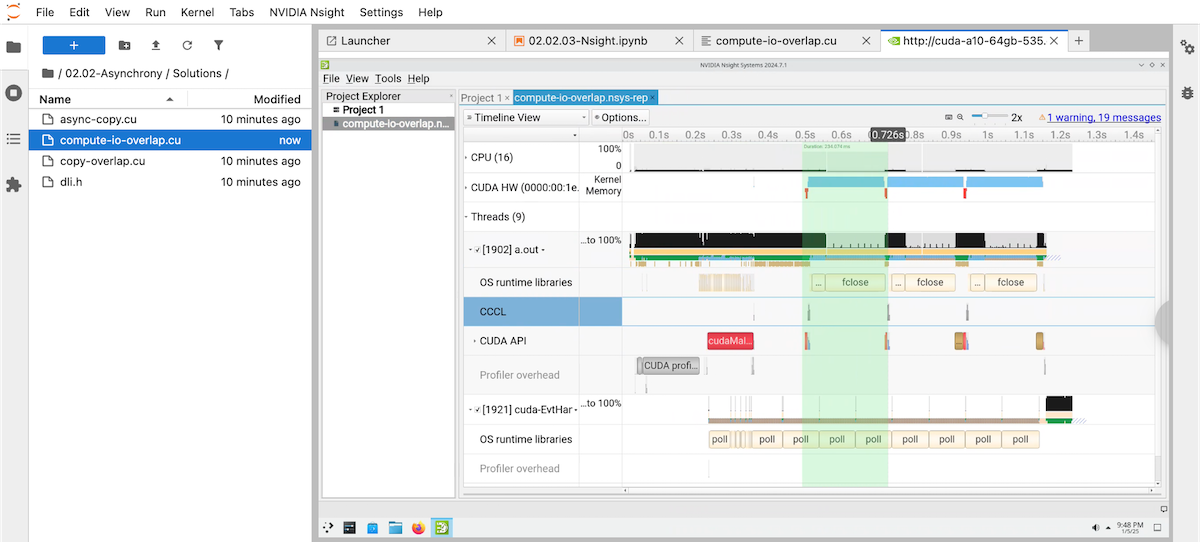 File Edit View Run Kernel Tabs NVIDIA Nsight Settings Help
Launcher
02.02.03-Nsight.ipynb
compute-io-overlap.cu
http://cuda-a10-64gb-535.
/ 02.02-Asynchrony / Solutions /
Name Modified
async-copy.cu 10 minutes ago
compute-io-overlap.cu now
copy-overlap.cu 10 minutes ago
dli.h 10 minutes ago
NVIDIA Nsight Systems 2024.7.1
File View Tools Help
Project Explorer
Project 1
compute-io-overlap.n...
Project 1
compute-io-overlap.nsys-rep
Timeline View
Options...
2x
1 warning, 19 messages
0s 0.1s 0.2s 0.3s 0.4s 0.5s 0.6s 0.726s 0.8s 0.9s 1s 1.1s 1.2s 1.3s 1.4s
CPU (16)
100%
0
CUDA HW (0000:00:1e.
Kernel
Memory
Threads (9)
[1902] a.out
...to 100%
OS runtime libraries
... fclose ... fclose ... fclose
CCCL
CUDA API
cudaMal...
Profiler overhead
CUDA profi...
[1921] cuda-EvtHar
...to 100%
OS runtime libraries
poll poll poll poll poll poll poll poll poll
Profiler overhead
9:48 PM
1/5/25